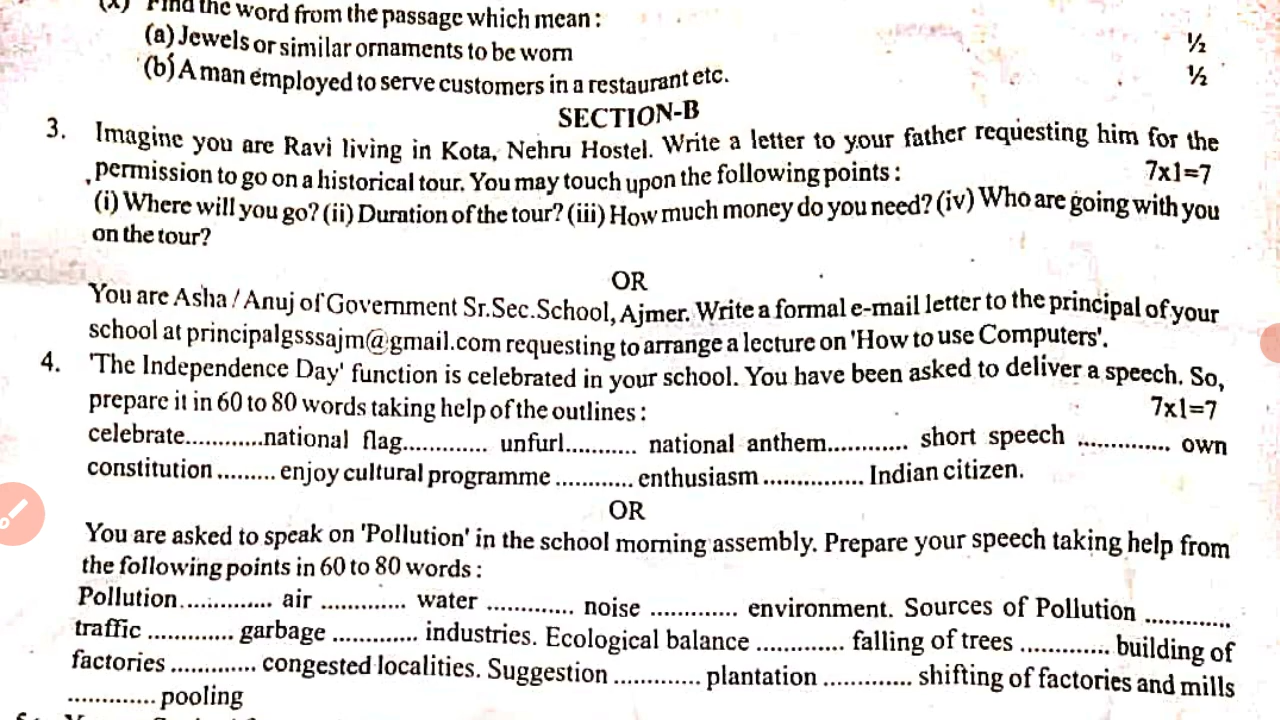 (x) Find the word from the passage which mean :
(a) Jewels or similar ornaments to be worn ½
(b) A man employed to serve customers in a restaurant etc. ½
SECTION-B
3. Imagine you are Ravi living in Kota, Nehru Hostel. Write a letter to your father requesting him for the
permission to go on a historical tour. You may touch upon the following points : 7x1=7
(i) Where will you go? (ii) Duration of the tour? (iii) How much money do you need? (iv) Who are going with you
on the tour?
OR
You are Asha / Anuj of Government Sr.Sec.School, Ajmer. Write a formal e-mail letter to the principal of your
school at principalgsssajm@gmail.com requesting to arrange a lecture on 'How to use Computers'.
4. 'The Independence Day' function is celebrated in your school. You have been asked to deliver a speech. So,
prepare it in 60 to 80 words taking help of the outlines : 7x1=7
celebrate............national flag............. unfurl........... national anthem............ short speech .............. own
constitution ......... enjoy cultural programme ............ enthusiasm ............... Indian citizen.
OR
You are asked to speak on 'Pollution' in the school morning assembly. Prepare your speech taking help from
the following points in 60 to 80 words :
Pollution.............. air ............. water ............. noise ............. environment. Sources of Pollution .............
traffic ............. garbage ............. industries. Ecological balance ............. falling of trees ............. building of
factories ............. congested localities. Suggestion ............. plantation ............. shifting of factories and mills
............. pooling